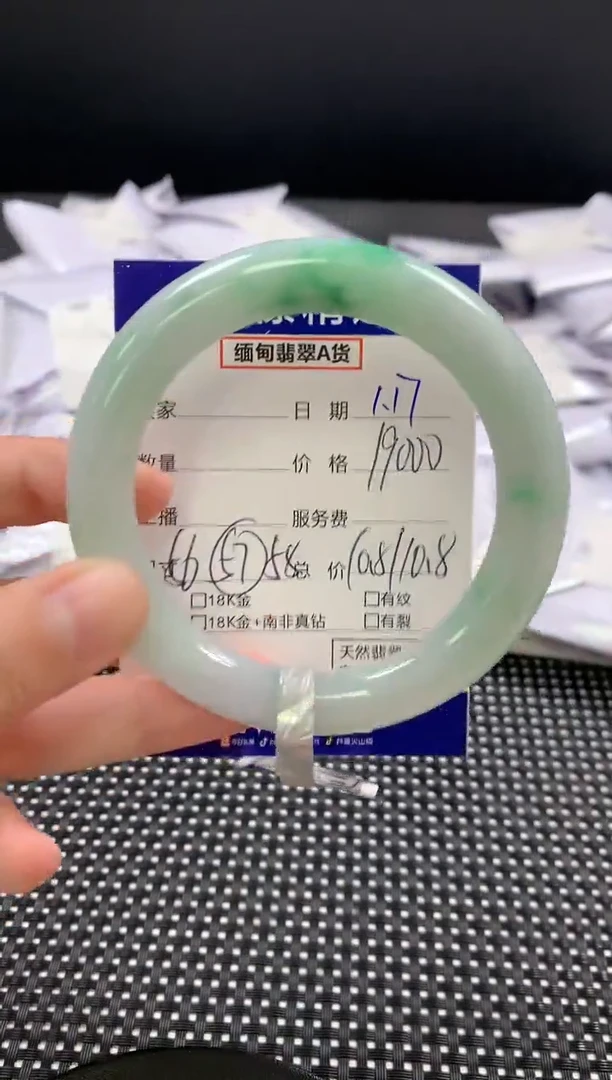 缅甸翡翠A货
家 日期 1.17
数量 价格 19000
播 服务费
56 57 58 总价 10.8/10.8
□18K金 □有纹
□18K金+南非真钻 □有裂
天然翡翠